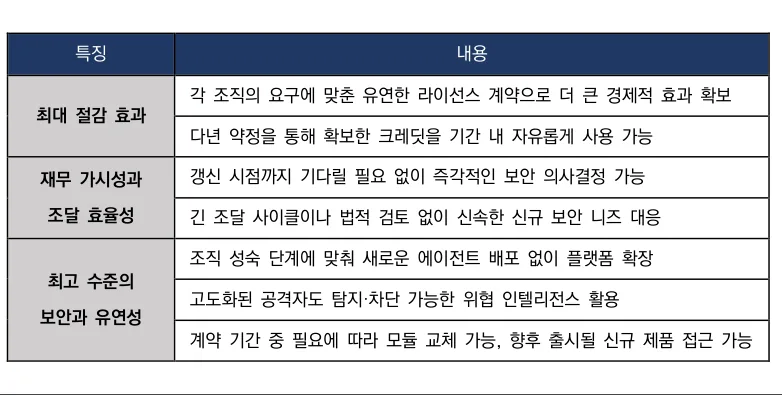 특징
내용
최대 절감 효과
각 조직의 요구에 맞춘 유연한 라이선스 계약으로 더 큰 경제적 효과 확보
다년 약정을 통해 확보한 크레딧을 기간 내 자유롭게 사용 가능
재무 가시성과
조달 효율성
갱신 시점까지 기다릴 필요 없이 즉각적인 보안 의사결정 가능
긴 조달 사이클이나 법적 검토 없이 신속한 신규 보안 니즈 대응
최고 수준의
보안과 유연성
조직 성숙 단계에 맞춰 새로운 에이전트 배포 없이 플랫폼 확장
고도화된 공격자도 탐지·차단 가능한 위협 인텔리전스 활용
계약 기간 중 필요에 따라 모듈 교체 가능, 향후 출시될 신규 제품 접근 가능